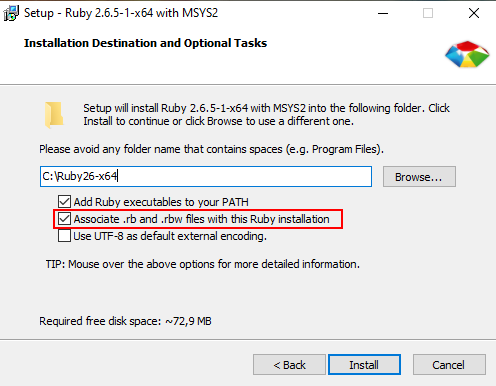 Setup - Ruby 2.6.5-1-x64 with MSYS2
Installation Destination and Optional Tasks
Setup will install Ruby 2.6.5-1-x64 with MSYS2 into the following folder. Click
Install to continue or click Browse to use a different one.
Please avoid any folder name that contains spaces (e.g. Program Files).
C:\Ruby26-x64
Browse...
Add Ruby executables to your PATH
Associate .rb and .rbw files with this Ruby installation
Use UTF-8 as default external encoding.
TIP: Mouse over the above options for more detailed information.
Required free disk space: ~72,9 MB
< Back
Install
Cancel